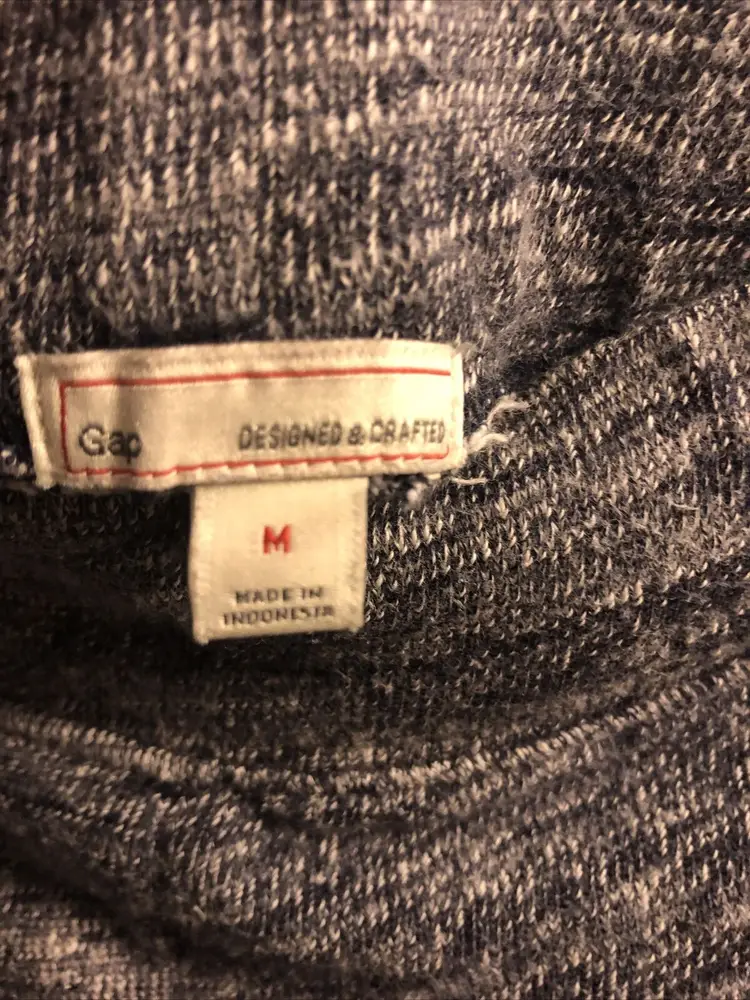 Gap DESIGNED & CRAFTED
M
MADE IN
INDONESIA